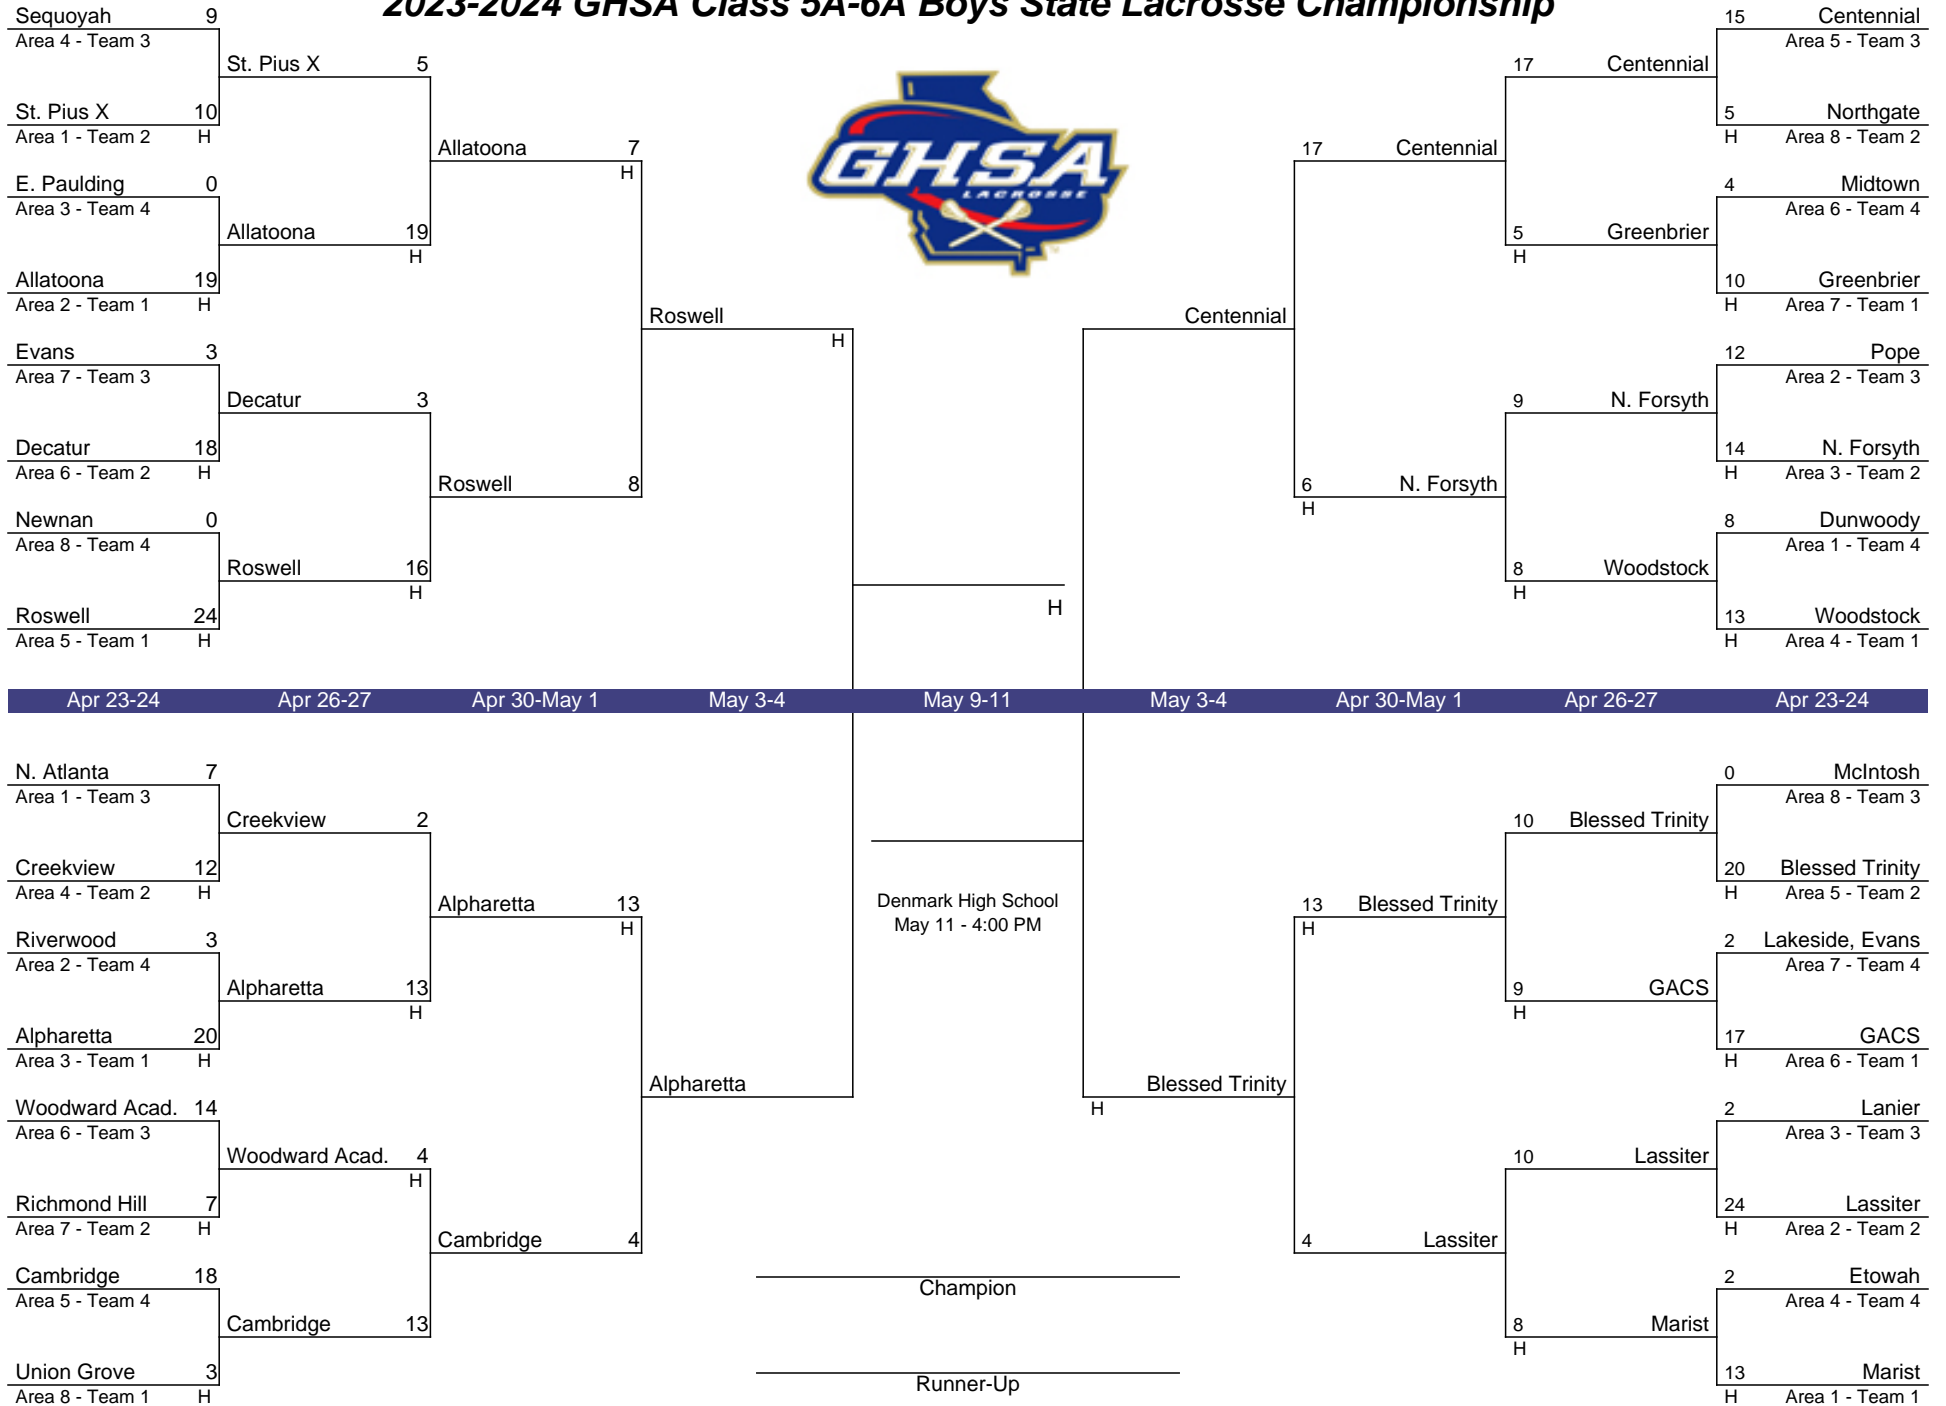 2023-2024 GHSA Class 5A-6A Boys State Lacrosse Championship
Sequoyah 9
Area 4 - Team 3
St. Pius X 5
St. Pius X 10
Area 1 - Team 2 H
Allatoona 7
H
E. Paulding 0
Area 3 - Team 4
Allatoona 19
H
Allatoona 19
Area 2 - Team 1 H
Roswell
H
Evans 3
Area 7 - Team 3
Decatur 3
Decatur 18
Area 6 - Team 2 H
Roswell 8
Newnan 0
Area 8 - Team 4
Roswell 16
H
Roswell 24
Area 5 - Team 1 H
GHSA
LACROSSE
H
15 Centennial
Area 5 - Team 3
17 Centennial
5 Northgate
H Area 8 - Team 2
17 Centennial
4 Midtown
Area 6 - Team 4
5 Greenbrier
H
10 Greenbrier
H Area 7 - Team 1
Centennial
12 Pope
Area 2 - Team 3
9 N. Forsyth
14 N. Forsyth
H Area 3 - Team 2
6 N. Forsyth
H
8 Dunwoody
Area 1 - Team 4
8 Woodstock
H
13 Woodstock
H Area 4 - Team 1
Apr 23-24 Apr 26-27 Apr 30-May 1 May 3-4 May 9-11 May 3-4 Apr 30-May 1 Apr 26-27 Apr 23-24
N. Atlanta 7
Area 1 - Team 3
Creekview 2
Creekview 12
Area 4 - Team 2 H
Alpharetta 13
H
Riverwood 3
Area 2 - Team 4
Alpharetta 13
H
Alpharetta 20
Area 3 - Team 1 H
Alpharetta
Woodward Acad. 14
Area 6 - Team 3
Woodward Acad. 4
H
Richmond Hill 7
Area 7 - Team 2 H
Cambridge 4
Cambridge 18
Area 5 - Team 4
Cambridge 13
Union Grove 3
Area 8 - Team 1 H
Denmark High School
May 11 - 4:00 PM
Champion
Runner-Up
0 McIntosh
Area 8 - Team 3
10 Blessed Trinity
20 Blessed Trinity
H Area 5 - Team 2
13 Blessed Trinity
H
2 Lakeside, Evans
Area 7 - Team 4
9 GACS
H
17 GACS
H Area 6 - Team 1
Blessed Trinity
H
2 Lanier
Area 3 - Team 3
10 Lassiter
24 Lassiter
H Area 2 - Team 2
4 Lassiter
2 Etowah
Area 4 - Team 4
8 Marist
H
13 Marist
H Area 1 - Team 1